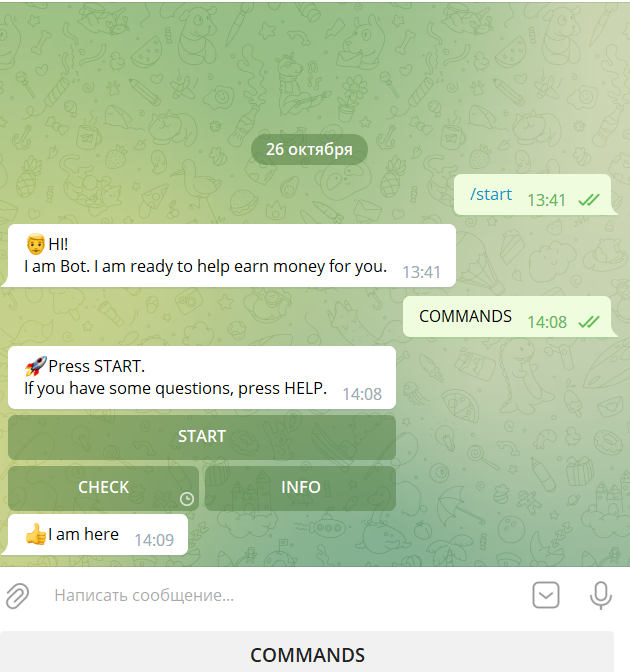 26 октября
/start 13:41
HI!
I am Bot. I am ready to help earn money for you. 13:41
COMMANDS 14:08
Press START.
If you have some questions, press HELP. 14:08
START
CHECK INFO
I am here 14:09
Написать сообщение...
COMMANDS